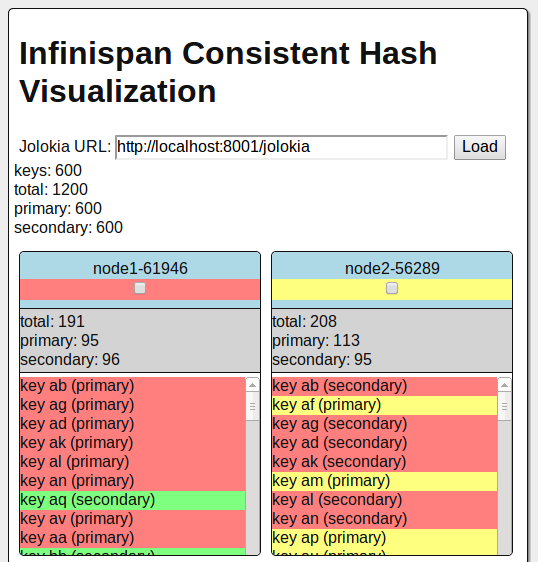 Infinispan Consistent Hash
Visualization
Jolokia URL: http://localhost:8001/jolokia Load
keys: 600
total: 1200
primary: 600
secondary: 600
node1-61946
total: 191
primary: 95
secondary: 96
key ab (primary)
key ag (primary)
key ad (primary)
key ak (primary)
key al (primary)
key an (primary)
key aq (secondary)
key av (primary)
key aa (primary)
node2-56289
total: 208
primary: 113
secondary: 95
key ab (secondary)
key af (primary)
key ag (secondary)
key ad (secondary)
key ak (secondary)
key am (primary)
key al (secondary)
key an (secondary)
key ap (primary)